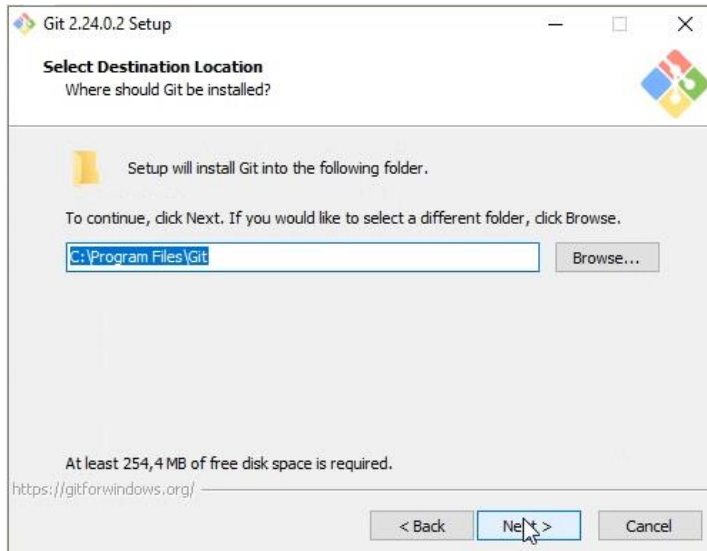 Git 2.24.0.2 Setup
Select Destination Location
Where should Git be installed?
Setup will install Git into the following folder.
To continue, click Next. If you would like to select a different folder, click Browse.
C:\Program Files\Git
Browse...
At least 254,4 MB of free disk space is required.
https://gitforwindows.org/
< Back
Next >
Cancel